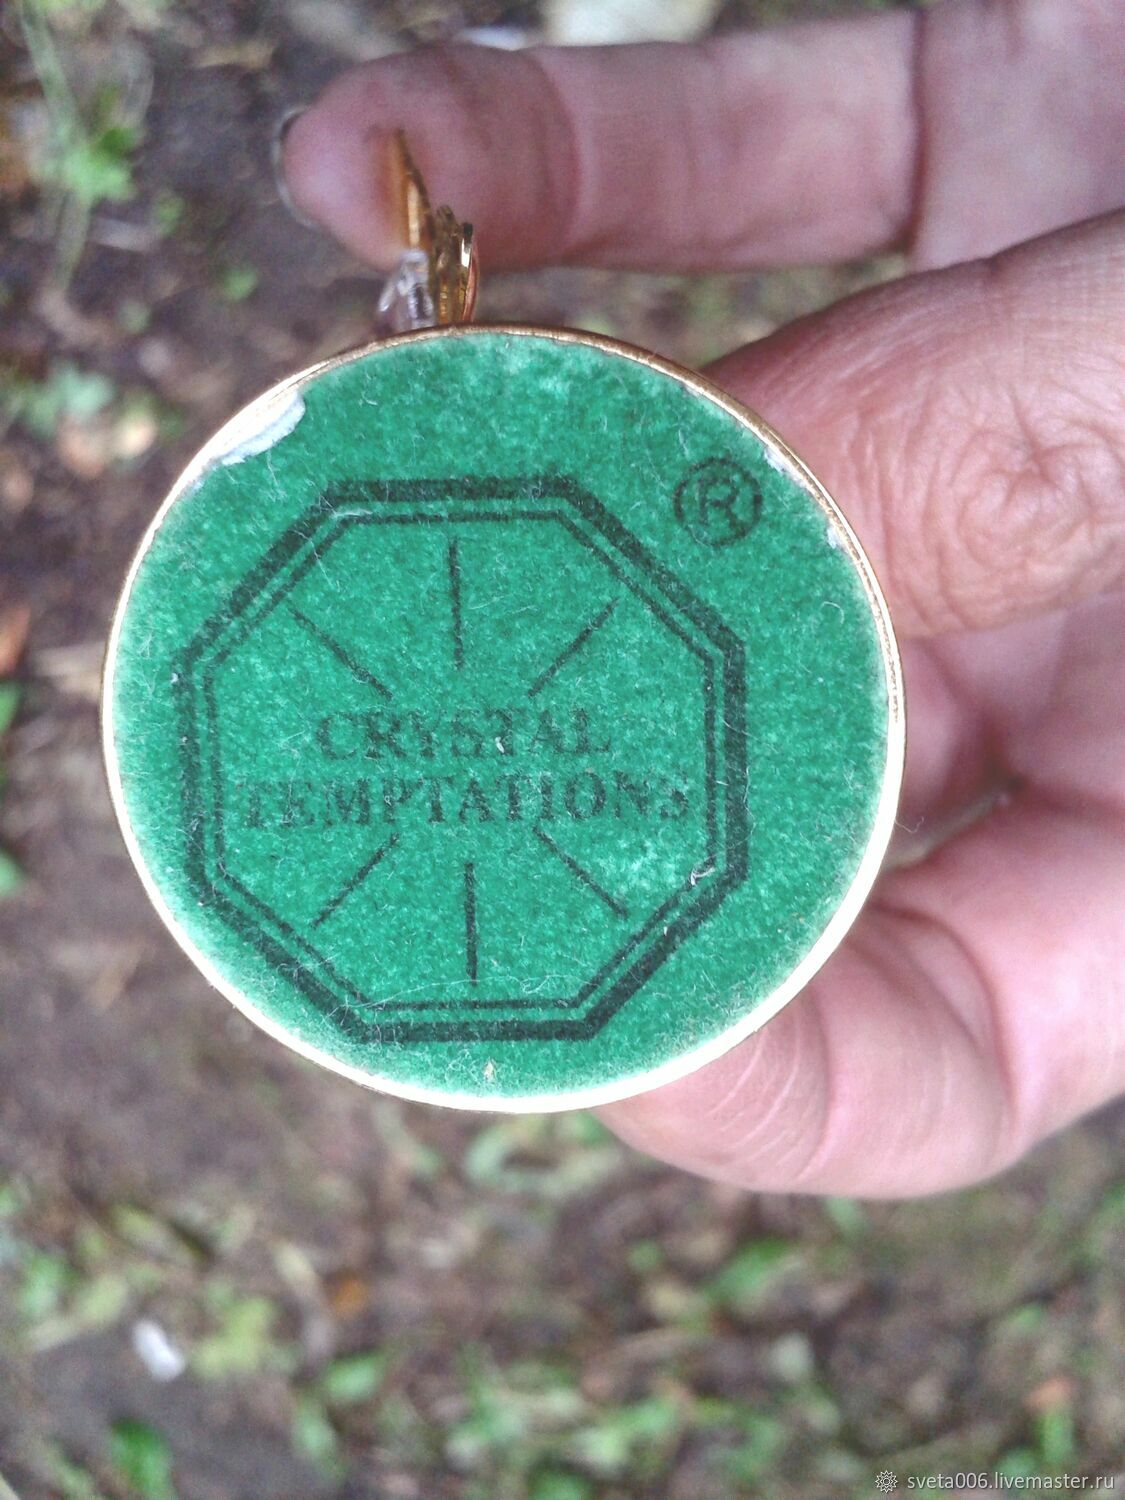 ®
CRYSTAL
TEMPTATIONS
sveta006.livemaster.ru